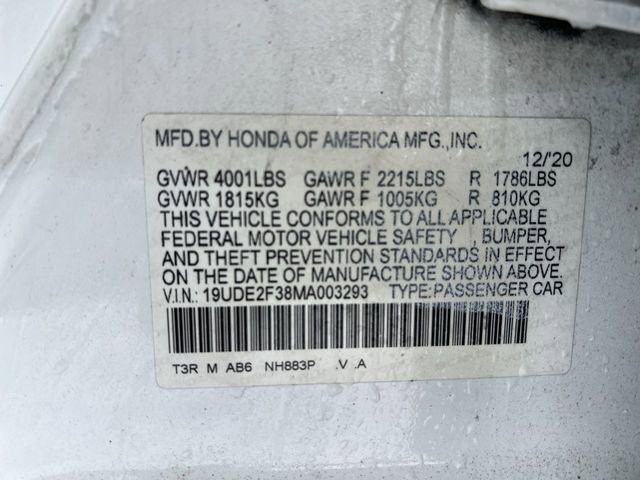 MFD.BY HONDA OF AMERICA MFG.,INC.
12/'20
GVWR 4001LBS GAWR F 2215LBS R 1786LBS
GVWR 1815KG GAWR F 1005KG R 810KG
THIS VEHICLE CONFORMS TO ALL APPLICABLE
FEDERAL MOTOR VEHICLE SAFETY , BUMPER,
AND THEFT PREVENTION STANDARDS IN EFFECT
ON THE DATE OF MANUFACTURE SHOWN ABOVE.
V.I.N.: 19UDE2F38MA003293 TYPE:PASSENGER CAR
T3R M AB6 NH883P .V .A